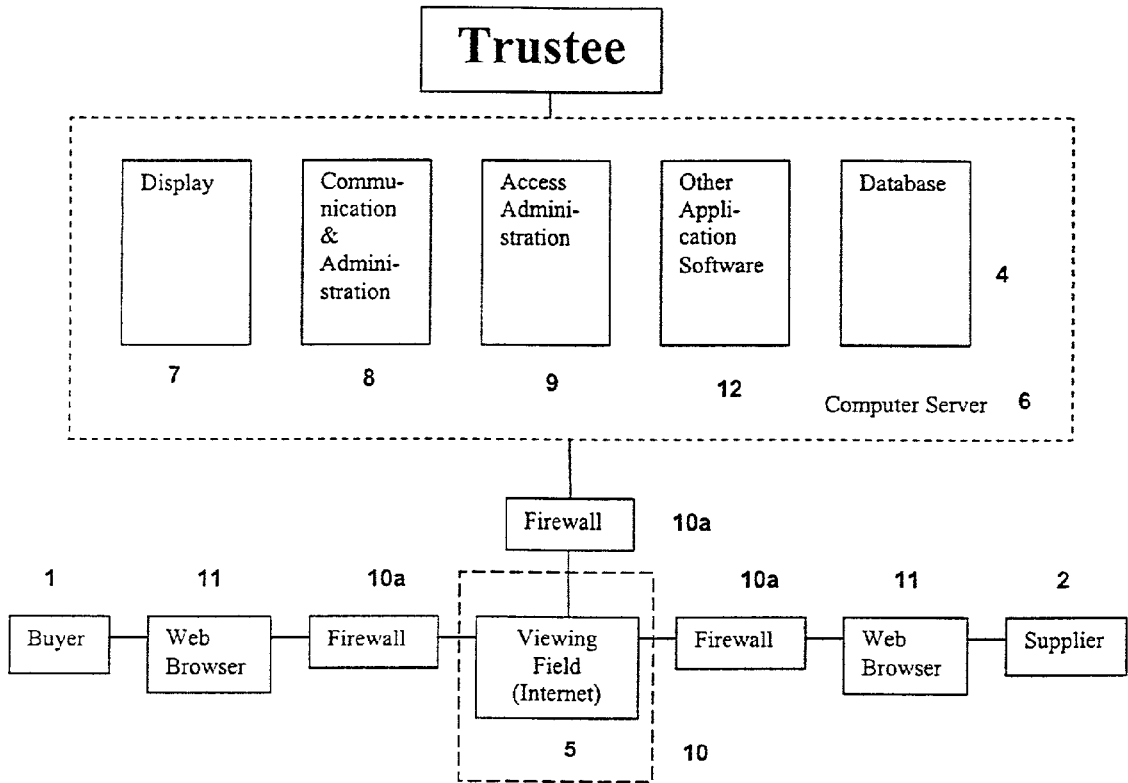 Trustee
Display
Commu-
nication
&
Admini-
stration
Access
Admini-
stration
Other
Appli-
cation
Software
Database
4
7
8
9
12
Computer Server 6
Firewall 10a
1 11 10a 10a 11 2
Buyer
Web
Browser
Firewall
Viewing
Field
(Internet)
Firewall
Web
Browser
Supplier
5
10